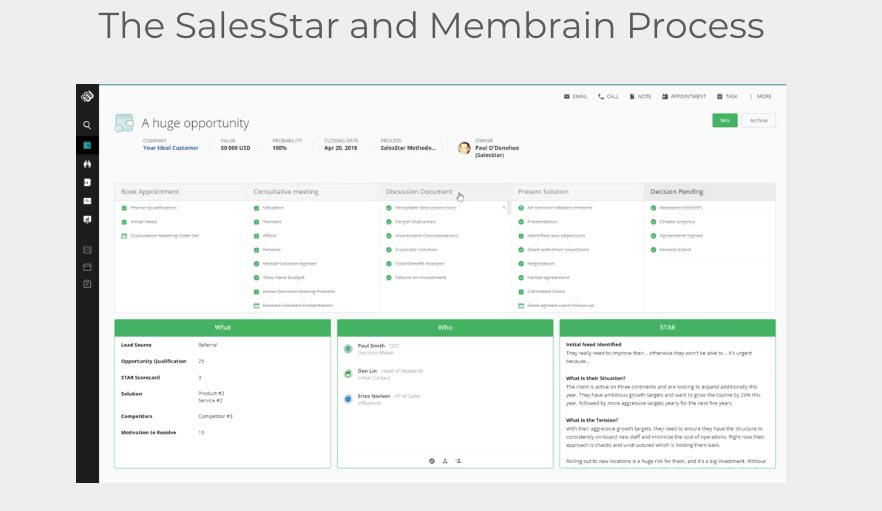 The SalesStar and Membrain Process
EMAIL CALL NOTE APPOINTMENT TASK MORE
A huge opportunity
Win Archive
COMPANY VALUE PROBABILITY CLOSING DATE PROCESS OWNER
Your Ideal Customer 50 000 USD 100% Apr 20, 2018 SalesStar Methodo... Paul O'Donohue
(SalesStar)
Book Appointment Consultative meeting Discussion Document Present Solution Decision Pending
Phone Qualification Situation Template Discussion Doc. All Decision Makers Present
Initial Need Tension Target Outcomes Presentation Create urgency
Exploration Meeting Date Set Affort Investment Considerations Identified any objections Agreement Signed
Resolve Triplicate Solution Dealt with their objections Invoice Client
Verbal Solution Agreed Cost/Benefit Analysis Negotiation
They have budget Return on Investment Verbal agreement
Know Decision Making Process Estimated Close
Booked Solution Presentation Book agreed upon follow-up
What Who STAR
Lead Source Referral
Opportunity Qualification 25
STAR Scorecard 3
Solution Product #2
Service #2
Competitors Competitor #3
Motivation to Resolve 10
Paul Smith - CEO
Decision Maker
Dan Lin - Head of Research
Initial Contact
Erica Nielsen - VP of Sales
Influencer
Initial Need Identified
They really need to improve their... otherwise they won't be able to... it's urgent
because...
What is their Situation?
The client is active on three continents and are looking to expand additionally this
year. They have ambitious growth targets and want to grow the topline by 20% this
year, followed by more aggressive targets yearly for the next five years.
What is the Tension?
With their aggressive growth targets, they need to ensure they have the structure to
consistently on-board new staff and minimize the cost of operations. Right now their
approach is chaotic and unstructured which is holding them back.
Rolling out to new locations is a huge risk for them, and it's a big investment. Without